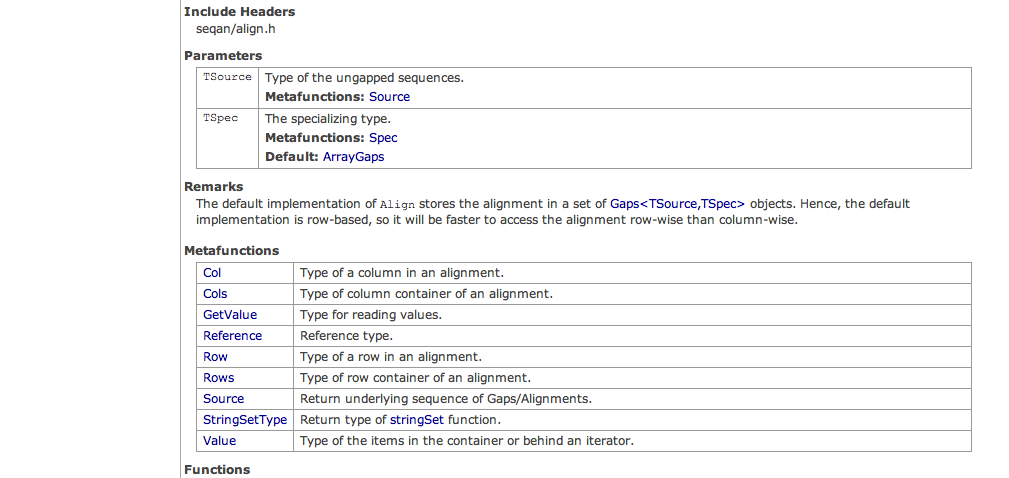 Include Headers
seqan/align.h
Parameters
TSource Type of the ungapped sequences.
Metafunctions: Source
TSpec The specializing type.
Metafunctions: Spec
Default: ArrayGaps
Remarks
The default implementation of Align stores the alignment in a set of Gaps<TSource,TSpec> objects. Hence, the default
implementation is row-based, so it will be faster to access the alignment row-wise than column-wise.
Metafunctions
Col Type of a column in an alignment.
Cols Type of column container of an alignment.
GetValue Type for reading values.
Reference Reference type.
Row Type of a row in an alignment.
Rows Type of row container of an alignment.
Source Return underlying sequence of Gaps/Alignments.
StringSetType Return type of stringSet function.
Value Type of the items in the container or behind an iterator.
Functions